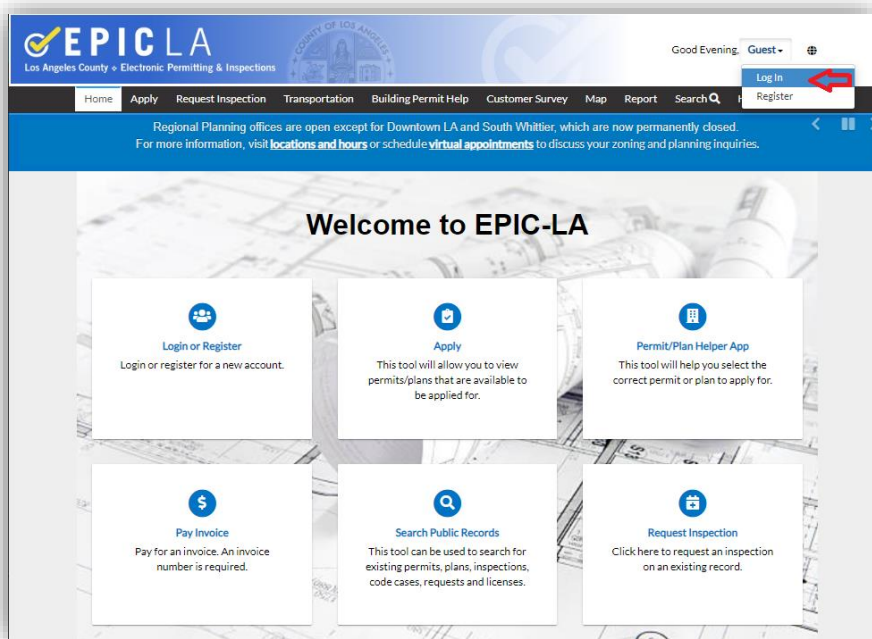 EPICLA
Los Angeles County Electronic Permitting & Inspections
COUNTY OF LOS ANGELES
Good Evening, Guest
Log In
Register
Home Apply Request Inspection Transportation Building Permit Help Customer Survey Map Report Search
Regional Planning offices are open except for Downtown LA and South Whittier, which are now permanently closed.
For more information, visit locations and hours or schedule virtual appointments to discuss your zoning and planning inquiries.
Welcome to EPIC-LA
Login or Register
Login or register for a new account.
Apply
This tool will allow you to view
permits/plans that are available to
be applied for.
Permit/Plan Helper App
This tool will help you select the
correct permit or plan to apply for.
Pay Invoice
Pay for an invoice. An invoice
number is required.
Search Public Records
This tool can be used to search for
existing permits, plans, inspections,
code cases, requests and licenses.
Request Inspection
Click here to request an inspection
on an existing record.